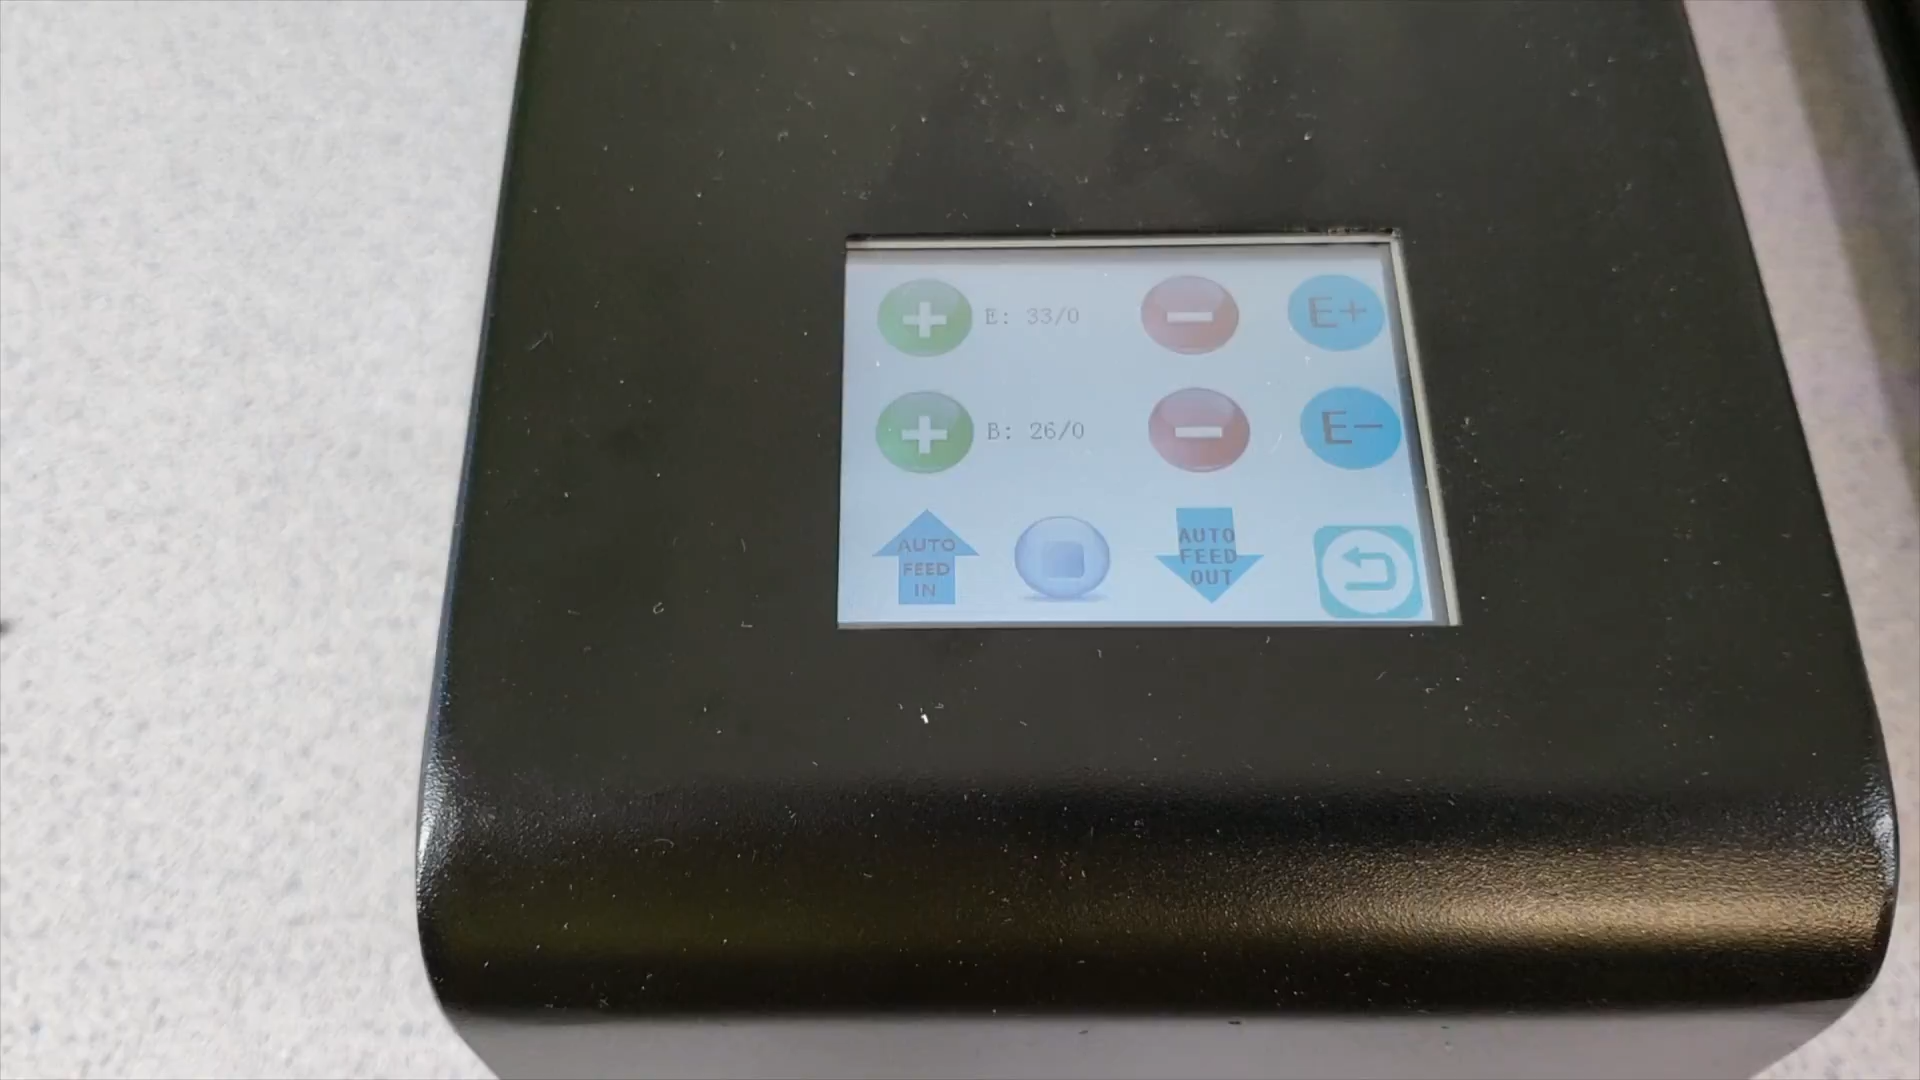 E: 33/0
E+
B: 26/0
E-
AUTO
FEED
IN
AUTO
FEED
OUT